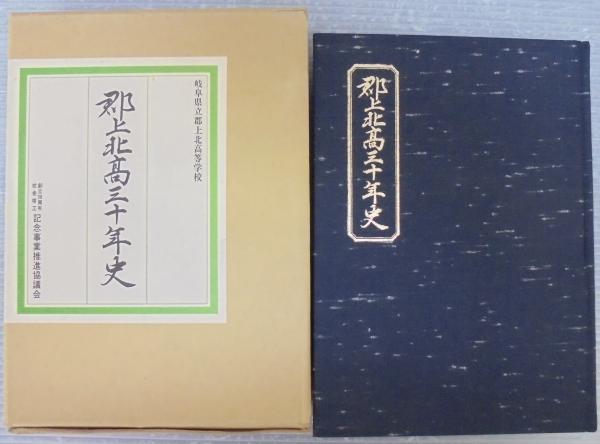 岐阜県立郡上北高等学校
郡上北高三十年史
記念事業推進協議会
郡上北高三十年史